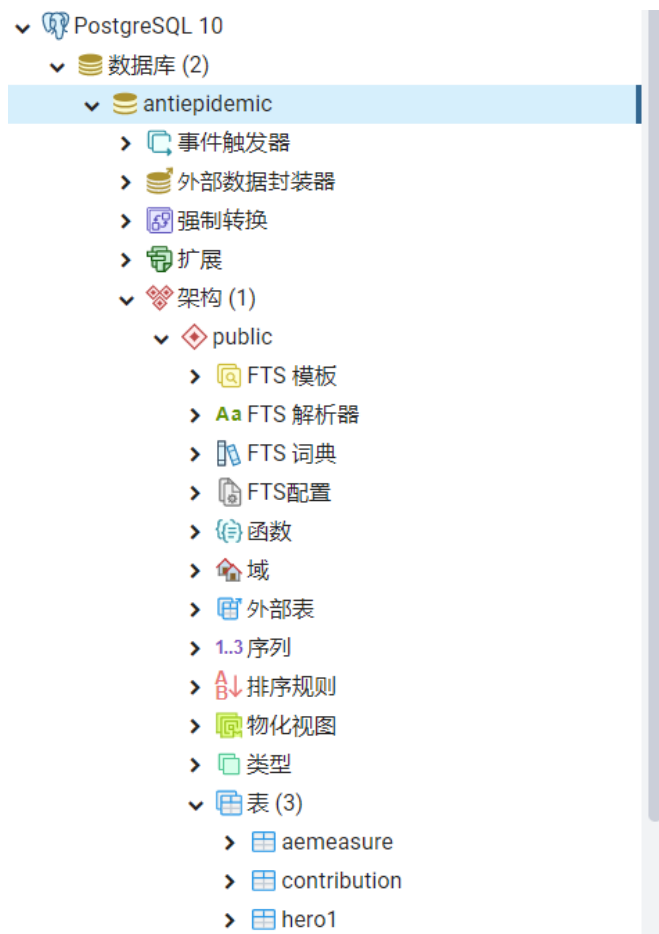 PostgreSQL 10
数据库 (2)
antiepidemic
事件触发器
外部数据封装器
强制转换
扩展
架构 (1)
public
FTS 模板
Aa FTS 解析器
FTS 词典
FTS配置
函数
域
外部表
1..3 序列
排序规则
物化视图
类型
表 (3)
aemeasure
contribution
hero1